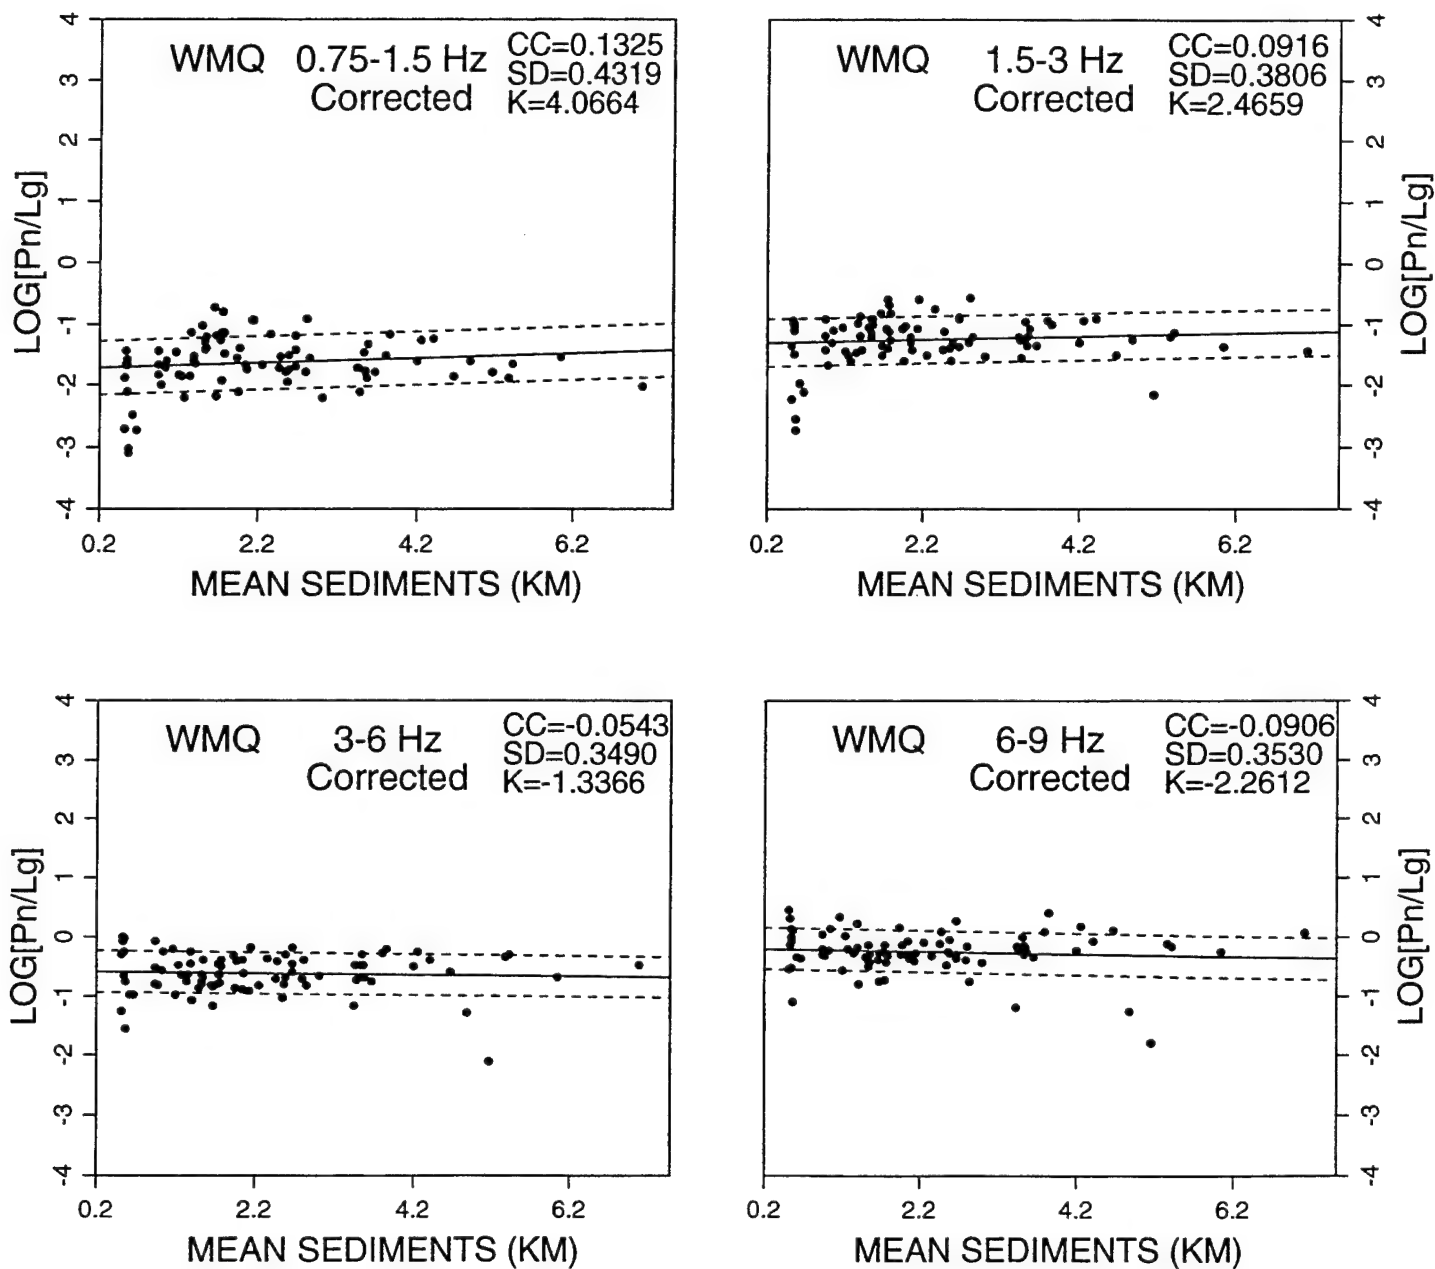 WMQ 0.75-1.5 Hz
Corrected
CC=0.1325
SD=0.4319
K=4.0664
LOG[Pn/Lg]
4
3
2
1
0
-1
-2
-3
-4
0.2 2.2 4.2 6.2
MEAN SEDIMENTS (KM)
WMQ 1.5-3 Hz
Corrected
CC=0.0916
SD=0.3806
K=2.4659
4
3
2
1
0
-1
-2
-3
-4
LOG[Pn/Lg]
0.2 2.2 4.2 6.2
MEAN SEDIMENTS (KM)
WMQ 3-6 Hz
Corrected
CC=-0.0543
SD=0.3490
K=-1.3366
LOG[Pn/Lg]
4
3
2
1
0
-1
-2
-3
-4
0.2 2.2 4.2 6.2
MEAN SEDIMENTS (KM)
WMQ 6-9 Hz
Corrected
CC=-0.0906
SD=0.3530
K=-2.2612
4
3
2
1
0
-1
-2
-3
-4
LOG[Pn/Lg]
0.2 2.2 4.2 6.2
MEAN SEDIMENTS (KM)